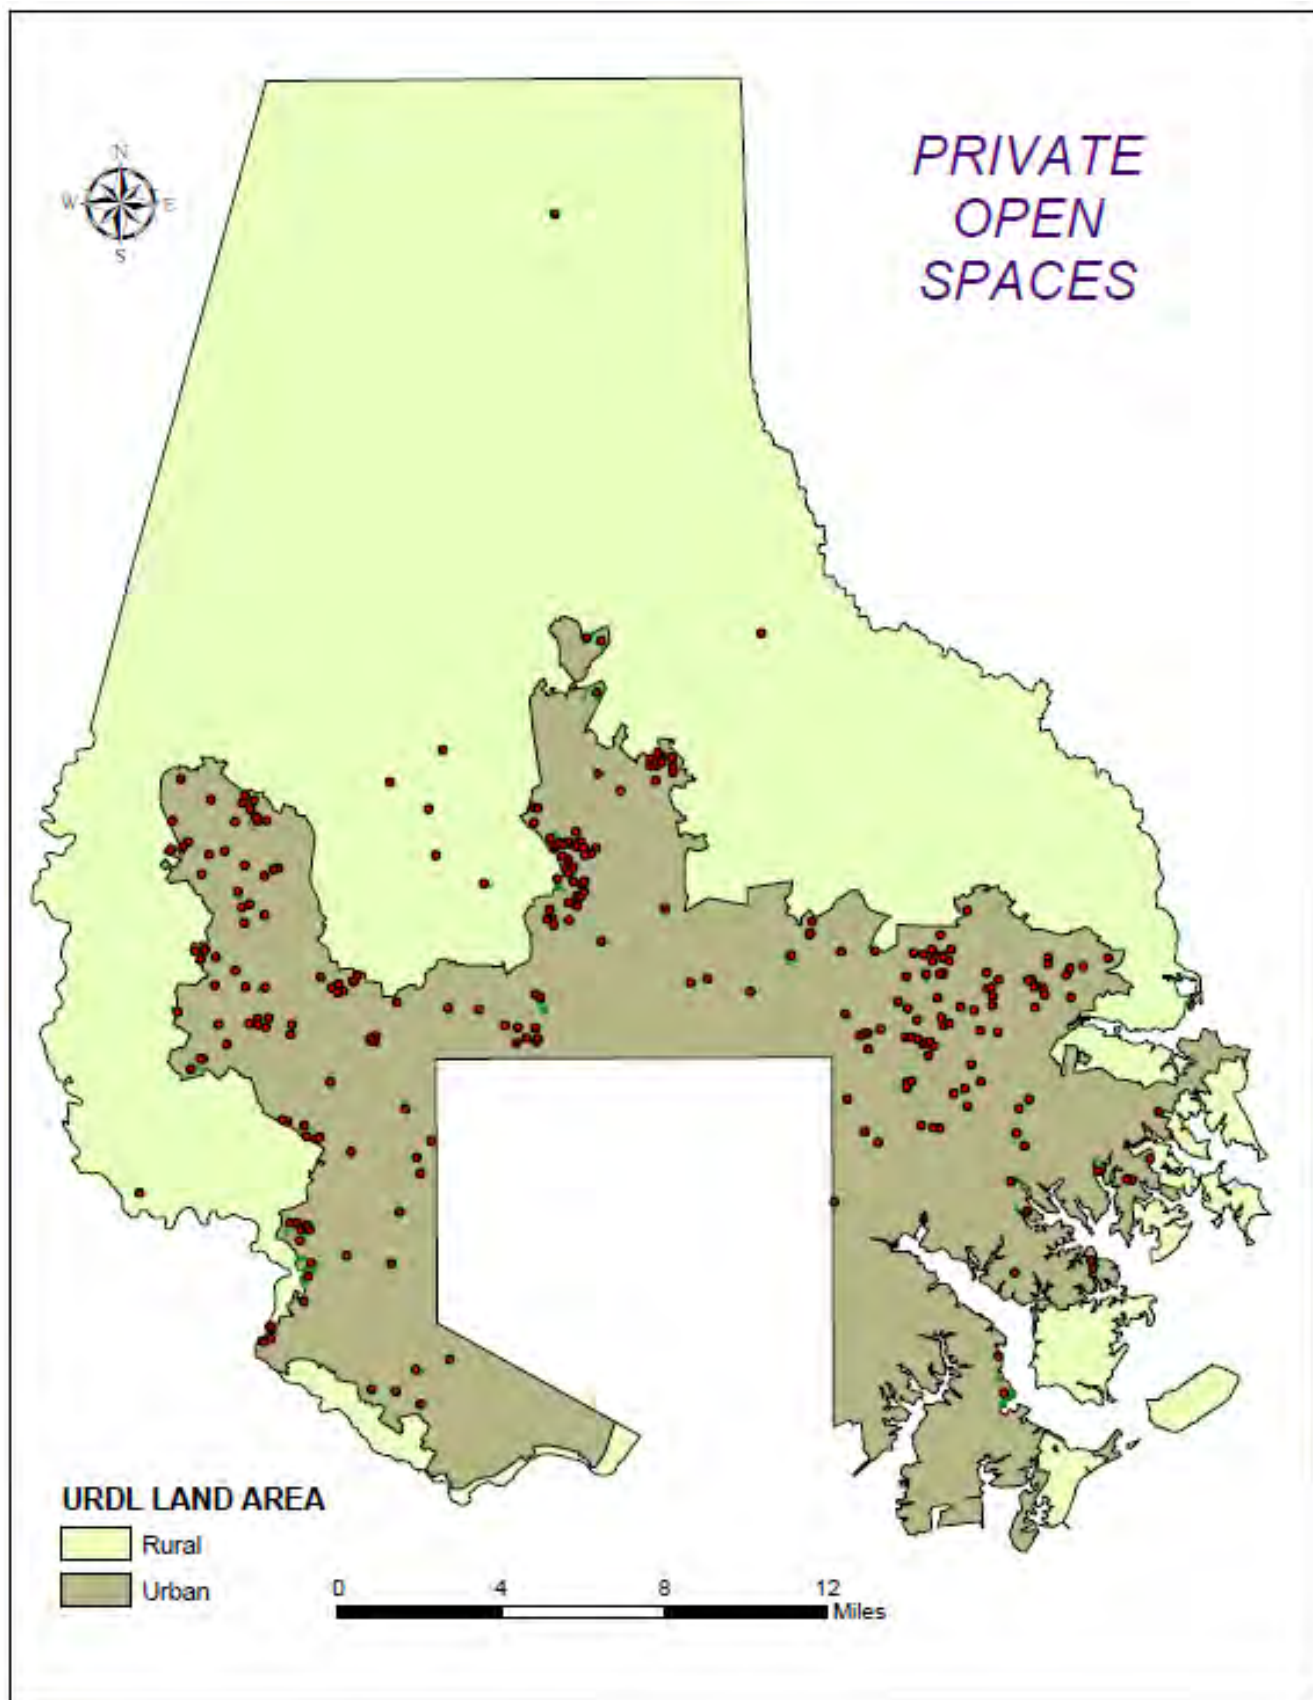 PRIVATE
OPEN
SPACES
N
W E
S
URDL LAND AREA
Rural
Urban
0 4 8 12
Miles